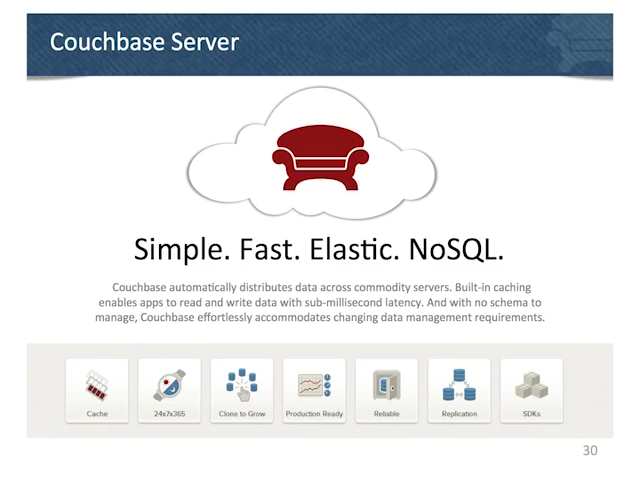 Couchbase Server
Simple. Fast. Elastic. NoSQL.
Couchbase automatically distributes data across commodity servers. Built-in caching
enables apps to read and write data with sub-millisecond latency. And with no schema to
manage, Couchbase effortlessly accommodates changing data management requirements.
Cache
24x7x365
Clone to Grow
Production Ready
Reliable
Replication
SDKs
30